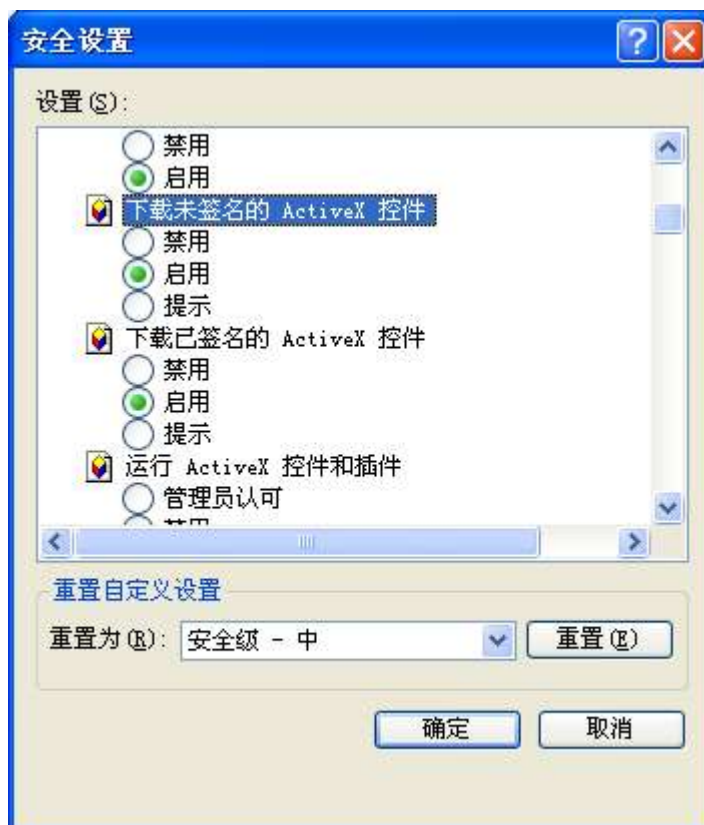 安全设置
设置(S):
禁用
启用
下载未签名的 ActiveX 控件
禁用
启用
提示
下载已签名的 ActiveX 控件
禁用
启用
提示
运行 ActiveX 控件和插件
管理员认可
禁用
重置自定义设置
重置为(R): 安全级 - 中 重置(E)
确定 取消